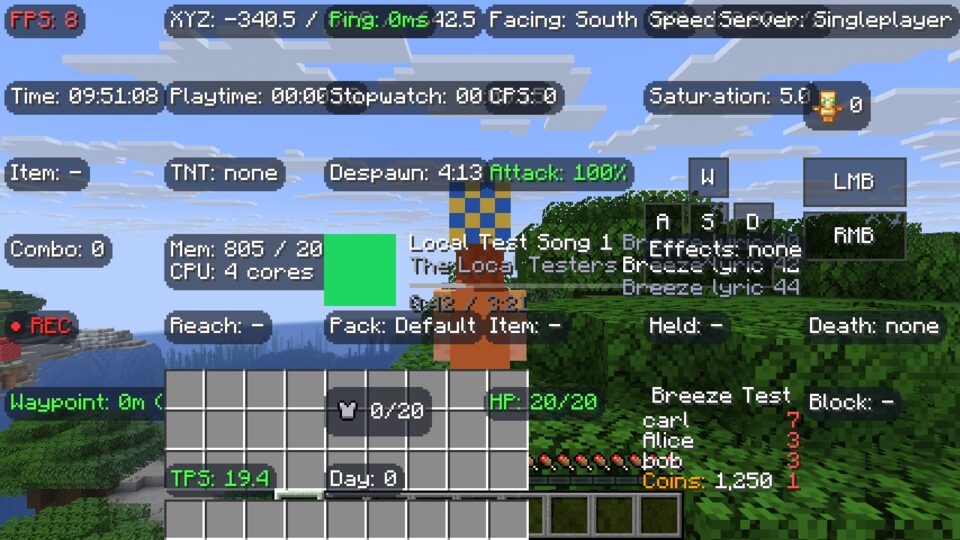 FPS: 8
XYZ: -340.5 /
Ping: 0ms
42.5
Facing: South
Speed
Server: Singleplayer
Time: 09:51:08
Playtime: 00:00
Stopwatch: 00
CPS: 0
Saturation: 5.0
0
Item: -
TNT: none
Despawn: 4:13
Attack: 100%
W
LMB
A
S
D
RMB
Combo: 0
Mem: 805 / 20
CPU: 4 cores
Local Test Song 1
The Local Testers
0:42 / 3:21
Effects: none
Breeze lyric 42
Breeze lyric 44
● REC
Reach: -
Pack: Default
Item: -
Held: -
Death: none
Waypoint: 0m (
0/20
HP: 20/20
Breeze Test
carl 7
Alice 3
bob 3
Coins: 1,250 1
Block: -
TPS: 19.4
Day: 0